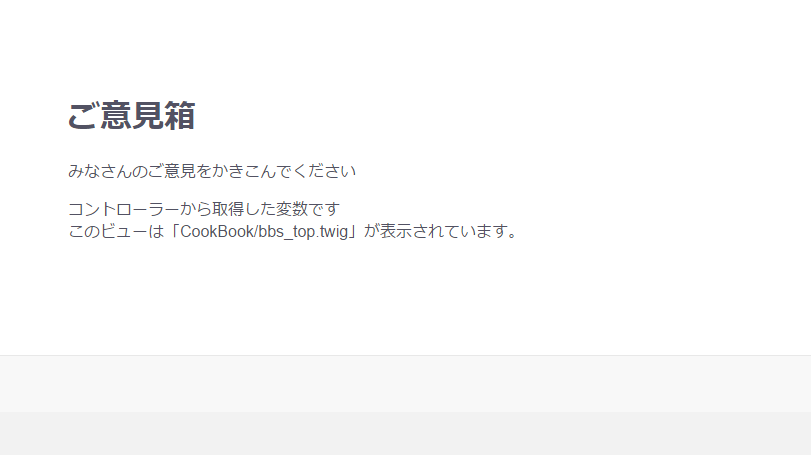 ご意見箱
みなさんのご意見をかきこんでください
コントローラーから取得した変数です
このビューは「CookBook/bbs_top.twig」が表示されています。